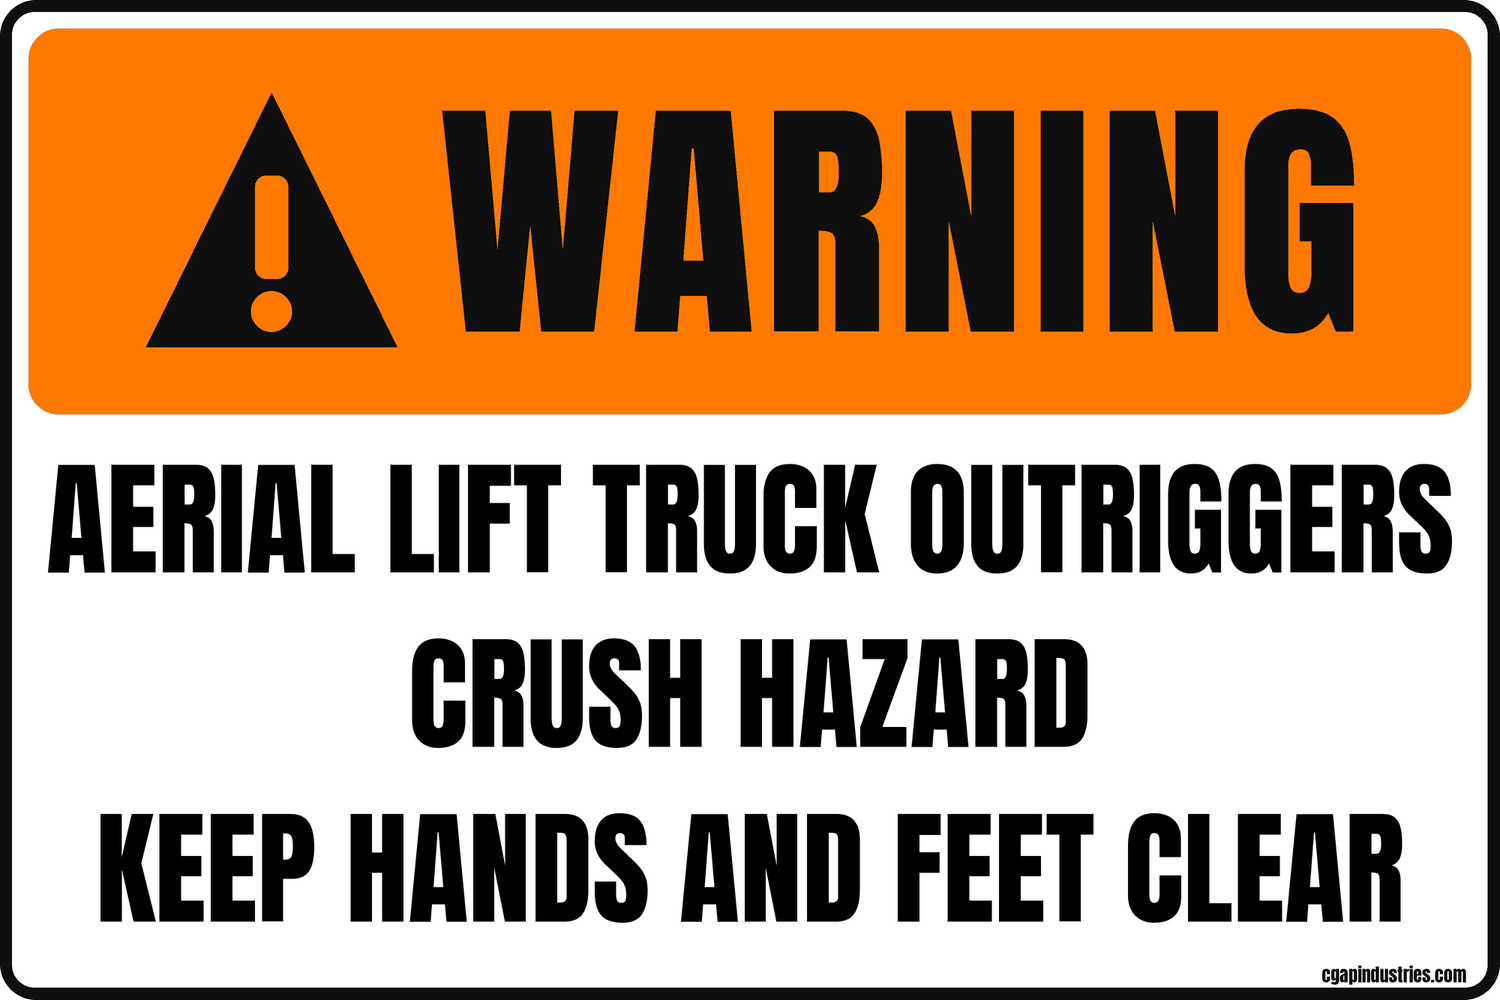 WARNING
AERIAL LIFT TRUCK OUTRIGGERS
CRUSH HAZARD
KEEP HANDS AND FEET CLEAR
cgapindustries.com